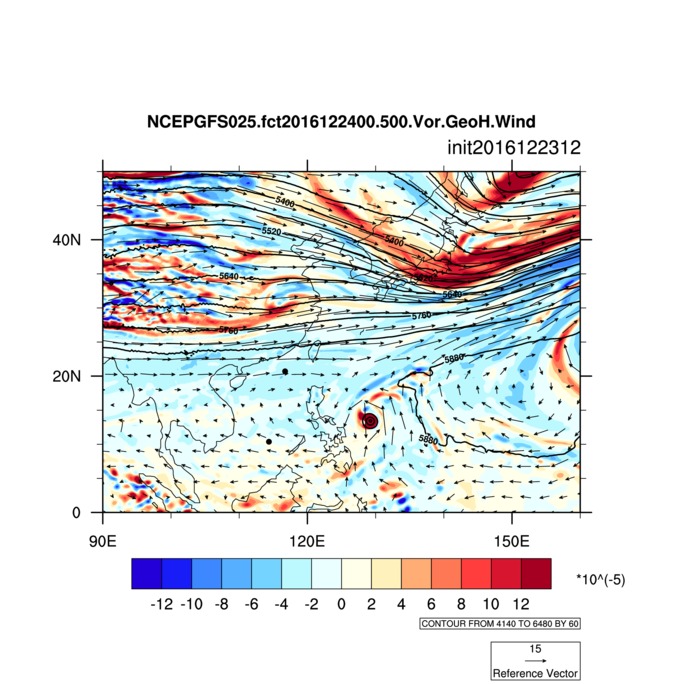 NCEPGFS025.fct2016122400.500.Vor.GeoH.Wind
init2016122312
5400
5520
5400
40N
5640
5640
5760
5760
5880
20N
5880
0
90E 120E 150E
-12 -10 -8 -6 -4 -2 0 2 4 6 8 10 12
*10^(-5)
CONTOUR FROM 4140 TO 6480 BY 60
15
Reference Vector